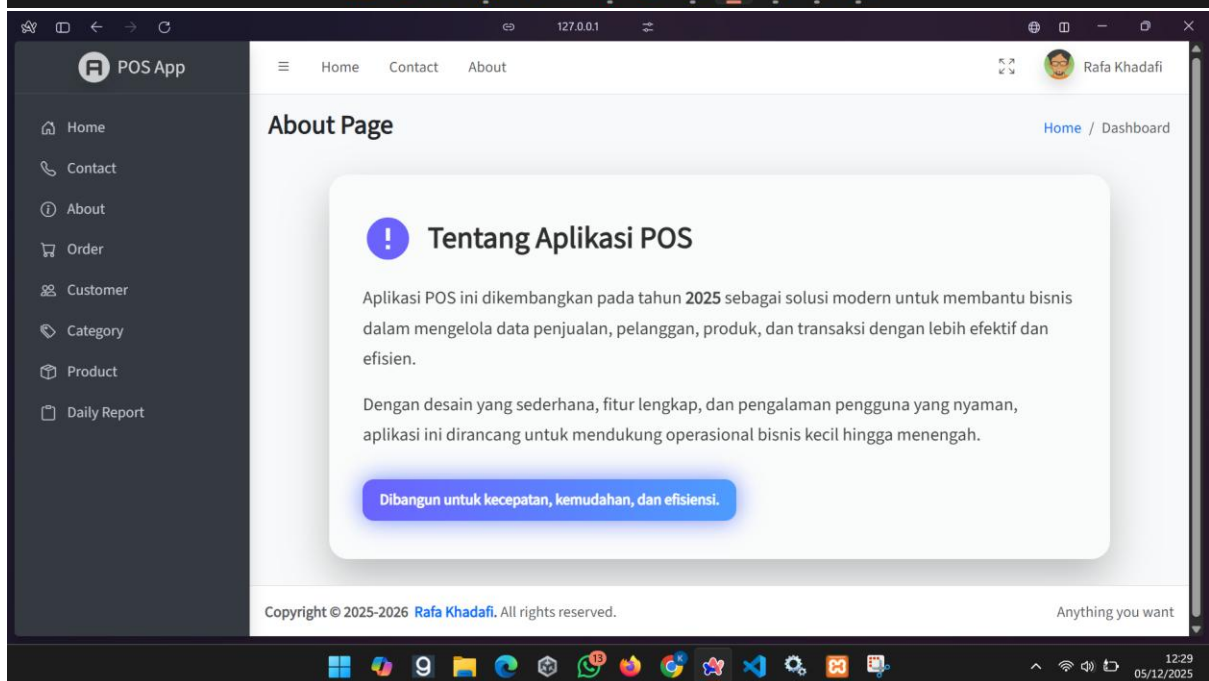 127.0.0.1
POS App
Home Contact About
Rafa Khadafi
Home
Contact
About
Order
Customer
Category
Product
Daily Report
About Page
Home / Dashboard
Tentang Aplikasi POS
Aplikasi POS ini dikembangkan pada tahun 2025 sebagai solusi modern untuk membantu bisnis
dalam mengelola data penjualan, pelanggan, produk, dan transaksi dengan lebih efektif dan
efisien.
Dengan desain yang sederhana, fitur lengkap, dan pengalaman pengguna yang nyaman,
aplikasi ini dirancang untuk mendukung operasional bisnis kecil hingga menengah.
Dibangun untuk kecepatan, kemudahan, dan efisiensi.
Copyright © 2025-2026 Rafa Khadafi. All rights reserved.
Anything you want
13
12:29
05/12/2025